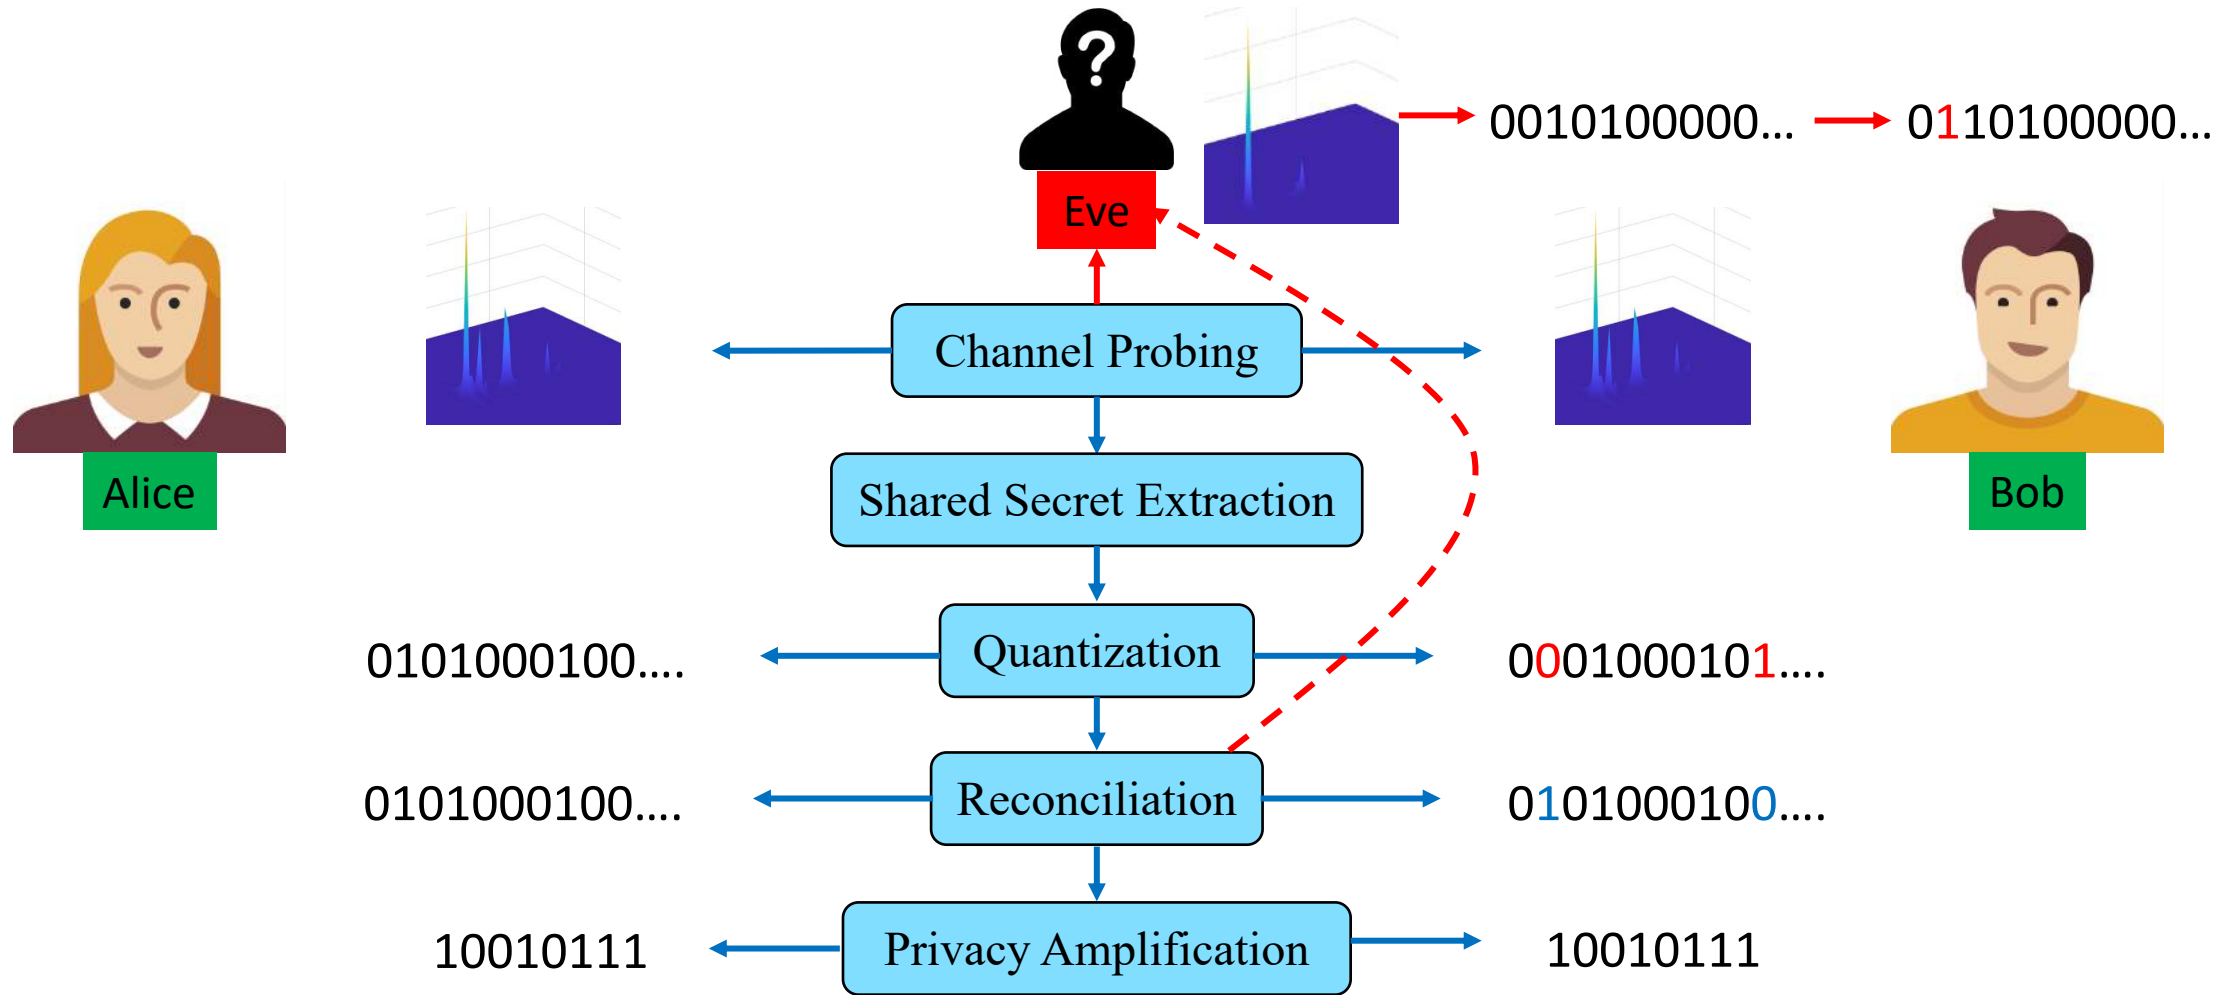 ?
0010100000...
0110100000...
Eve
Channel Probing
Alice
Shared Secret Extraction
Bob
0101000100....
Quantization
0001000101....
0101000100....
Reconciliation
0101000100....
10010111
Privacy Amplification
10010111